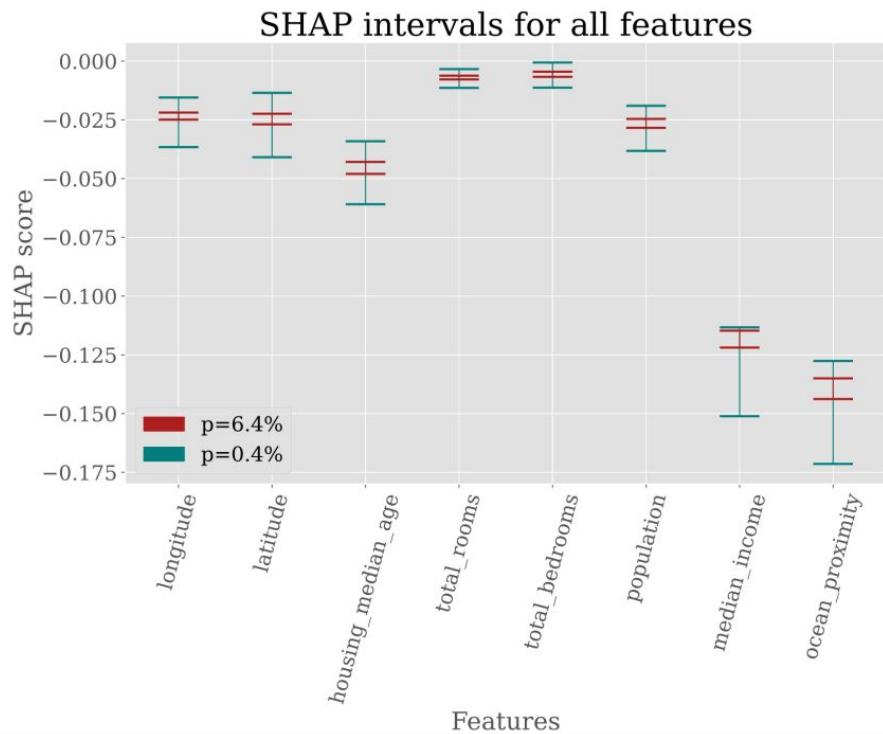 SHAP intervals for all features
SHAP score
0.000
−0.025
−0.050
−0.075
−0.100
−0.125
−0.150
−0.175
p=6.4%
p=0.4%
longitude
latitude
housing_median_age
total_rooms
total_bedrooms
population
median_income
ocean_proximity
Features